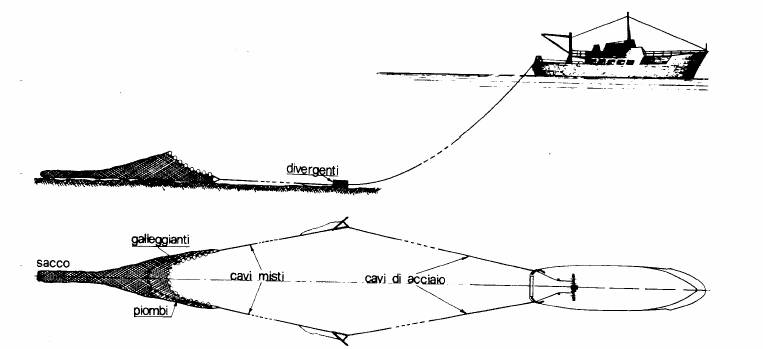 divergenti
galleggianti
sacco
cavi misti
cavi di acciaio
piombi